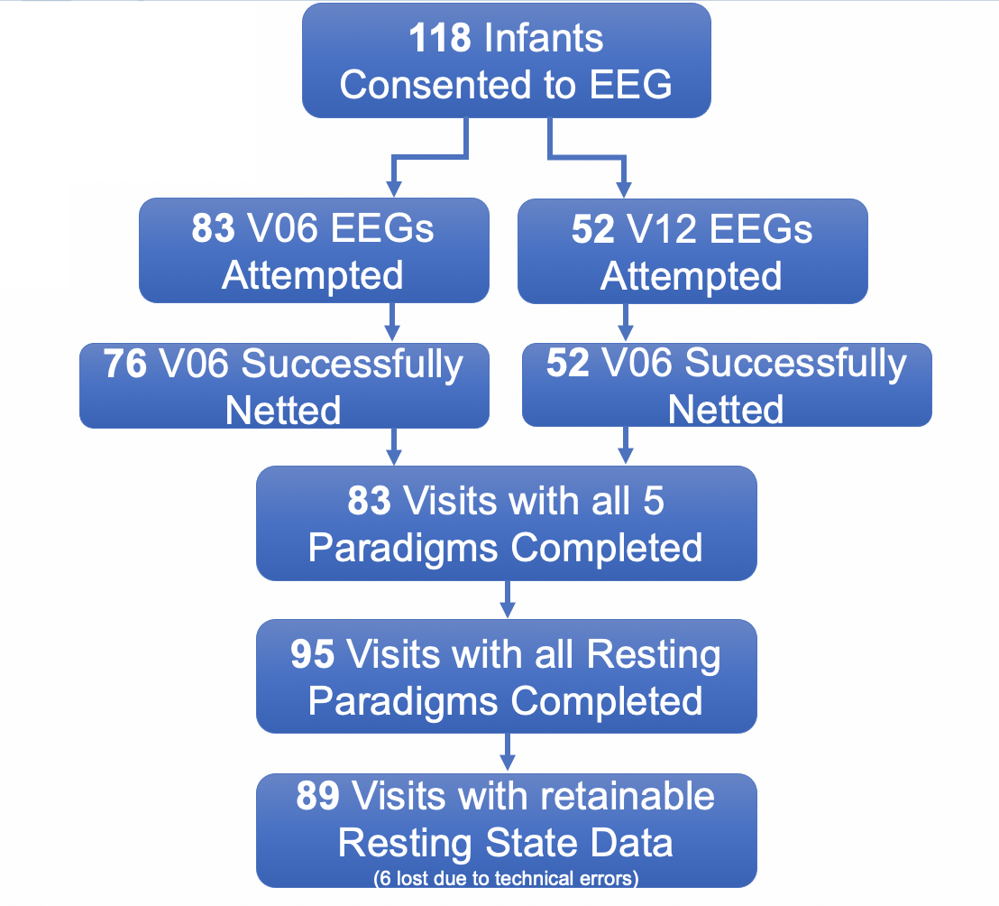 118 Infants
Consented to EEG
83 V06 EEGs
Attempted
52 V12 EEGs
Attempted
76 V06 Successfully
Netted
52 V06 Successfully
Netted
83 Visits with all 5
Paradigms Completed
95 Visits with all Resting
Paradigms Completed
89 Visits with retainable
Resting State Data
(6 lost due to technical errors)